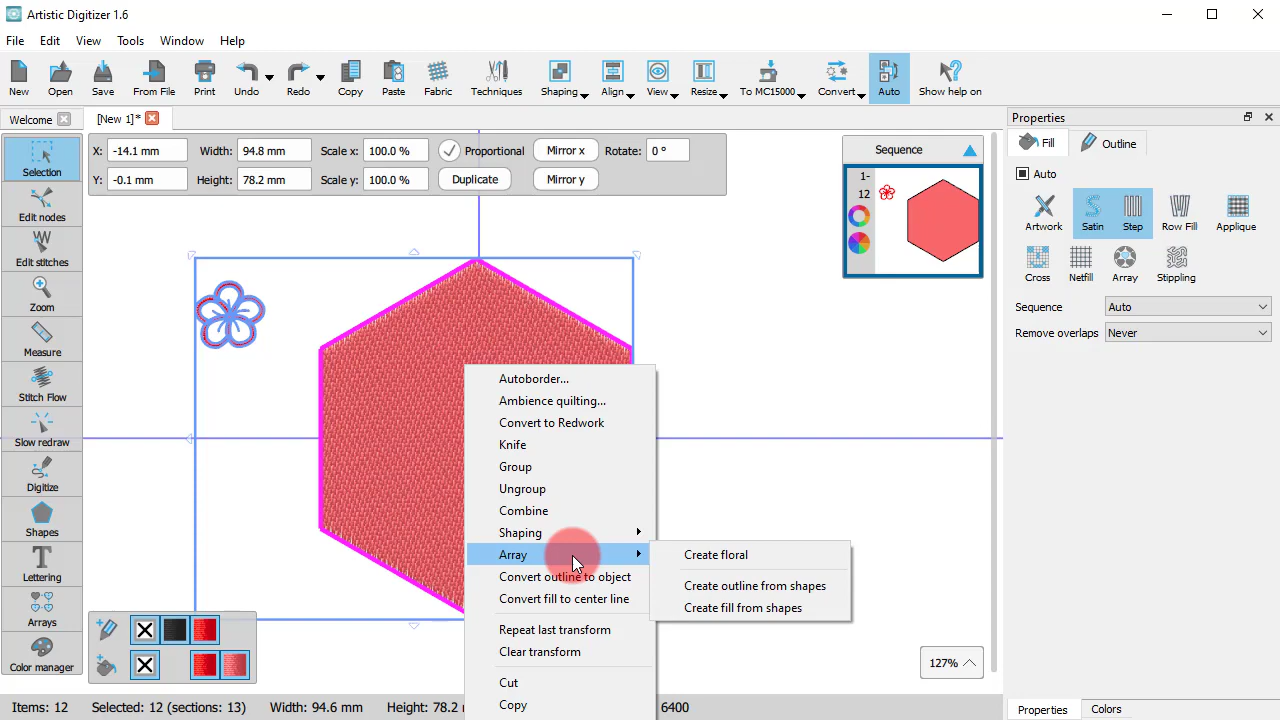 Artistic Digitizer 1.6
File Edit View Tools Window Help
New Open Save From File Print Undo Redo Copy Paste Fabric Techniques Shaping Align View Resize To MC15000 Convert Auto Show help on
Welcome [New 1]*
Properties
X: -14.1 mm Width: 94.8 mm Scale x: 100.0 % Proportional Mirror x Rotate: 0 °
Y: -0.1 mm Height: 78.2 mm Scale y: 100.0 % Duplicate Mirror y
Sequence
1-
12
Fill Outline
Auto
Artwork Satin Step Row Fill Applique
Cross Netfill Array Stippling
Sequence Auto
Remove overlaps Never
Selection
Edit nodes
Edit stitches
Zoom
Measure
Stitch Flow
Slow redraw
Digitize
Shapes
Lettering
Arrays
Color manager
Autoborder...
Ambience quilting...
Convert to Redwork
Knife
Group
Ungroup
Combine
Shaping
Array
Convert outline to object
Convert fill to center line
Repeat last transform
Clear transform
Cut
Copy
Create floral
Create outline from shapes
Create fill from shapes
127%
Items: 12 Selected: 12 (sections: 13) Width: 94.6 mm Height: 78.2 6400
Properties Colors